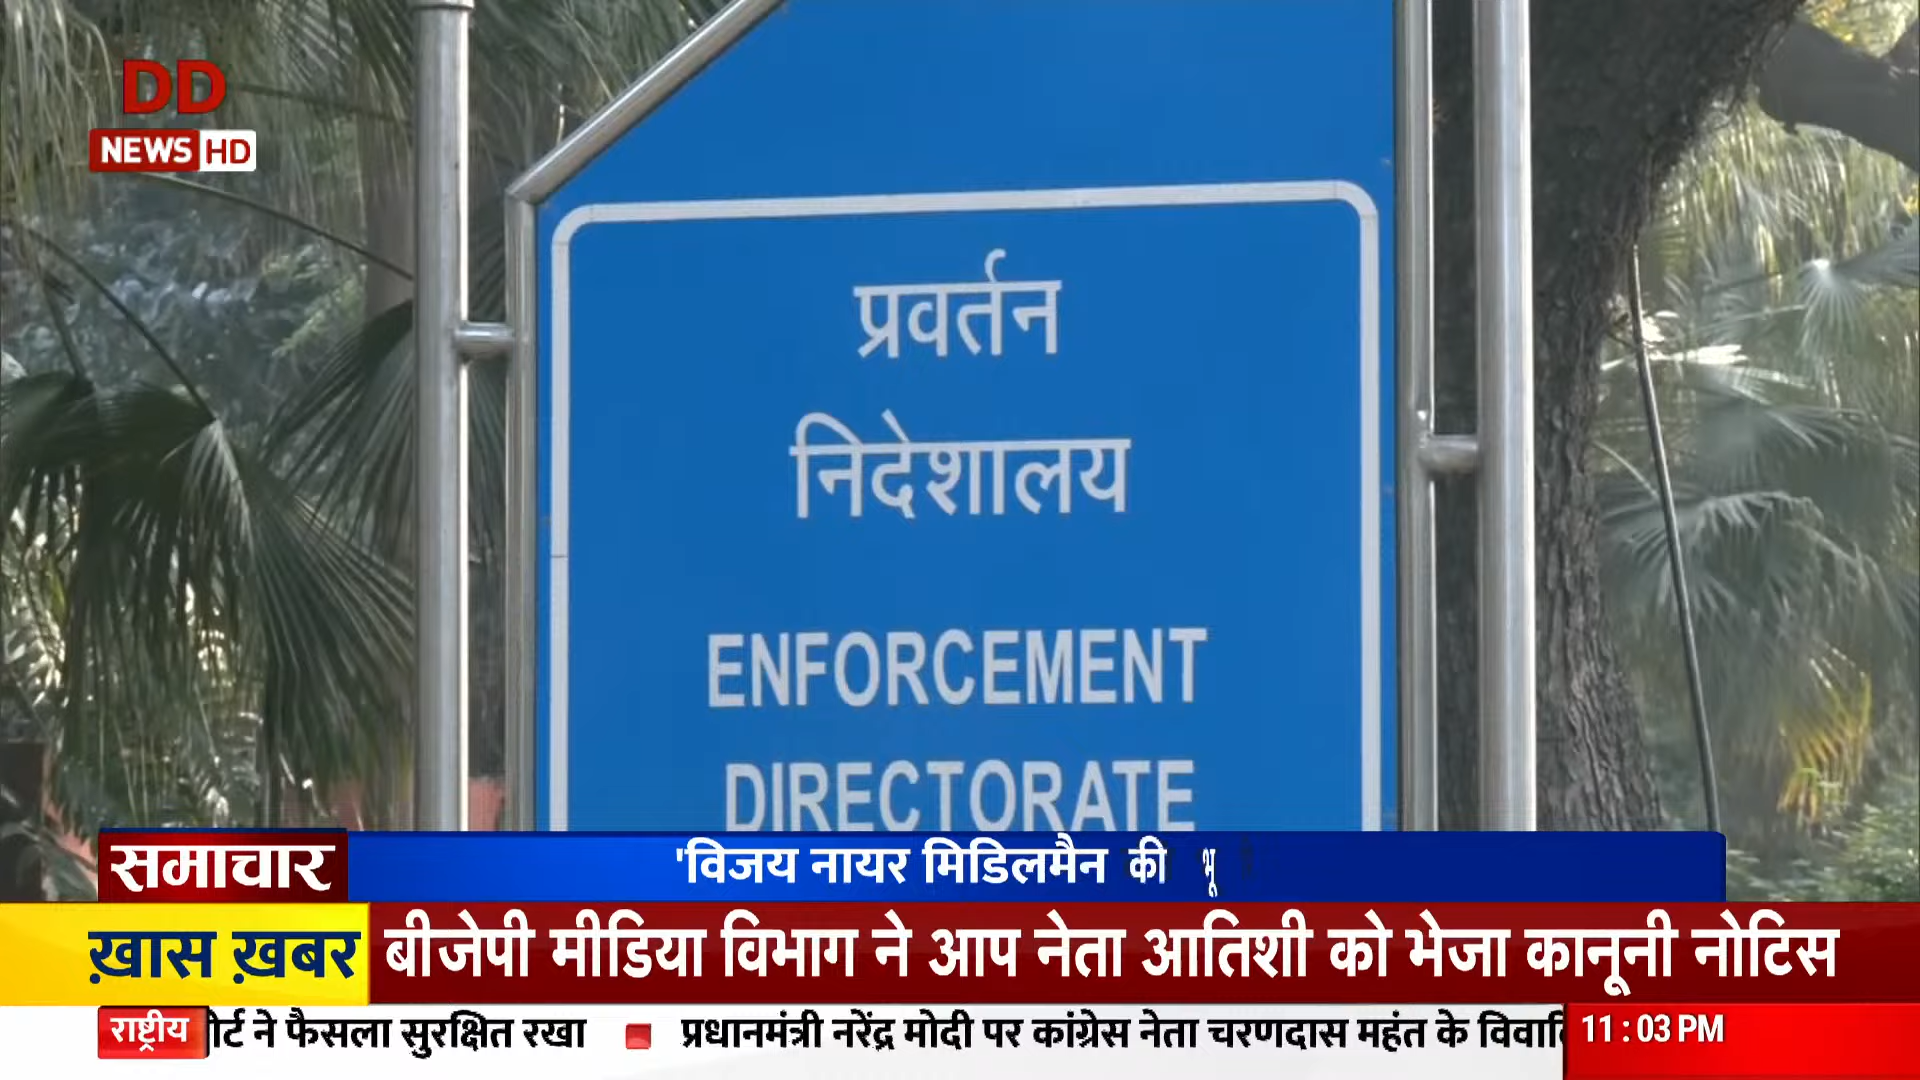 DD
NEWS HD
प्रवर्तन
निदेशालय
ENFORCEMENT
DIRECTORATE
समाचार
'विजय नायर मिडिलमैन की भू
ख़ास ख़बर
बीजेपी मीडिया विभाग ने आप नेता आतिशी को भेजा कानूनी नोटिस
राष्ट्रीय
ने फैसला सुरक्षित रखा
प्रधानमंत्री नरेंद्र मोदी पर कांग्रेस नेता चरणदास महंत के
11:03 PM